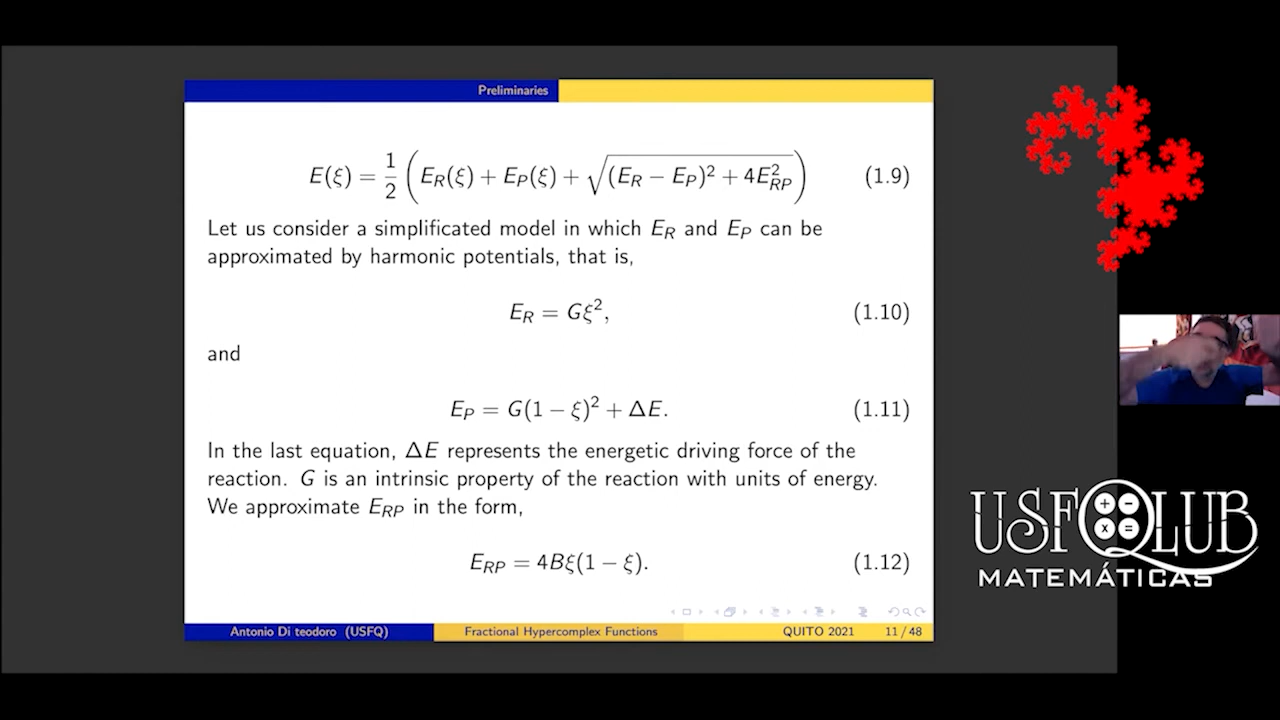 Preliminaries
E(ξ) = 1/2 (E_R(ξ) + E_P(ξ) + √((E_R − E_P)² + 4E²_RP)) (1.9)
Let us consider a simplificated model in which E_R and E_P can be
approximated by harmonic potentials, that is,
E_R = Gξ², (1.10)
and
E_P = G(1 − ξ)² + ΔE. (1.11)
In the last equation, ΔE represents the energetic driving force of the
reaction. G is an intrinsic property of the reaction with units of energy.
We approximate E_RP in the form,
E_RP = 4Bξ(1 − ξ). (1.12)
Antonio Di teodoro (USFQ) Fractional Hypercomplex Functions QUITO 2021 11 / 48
USFQLUB
+ − x =
MATEMÁTICAS